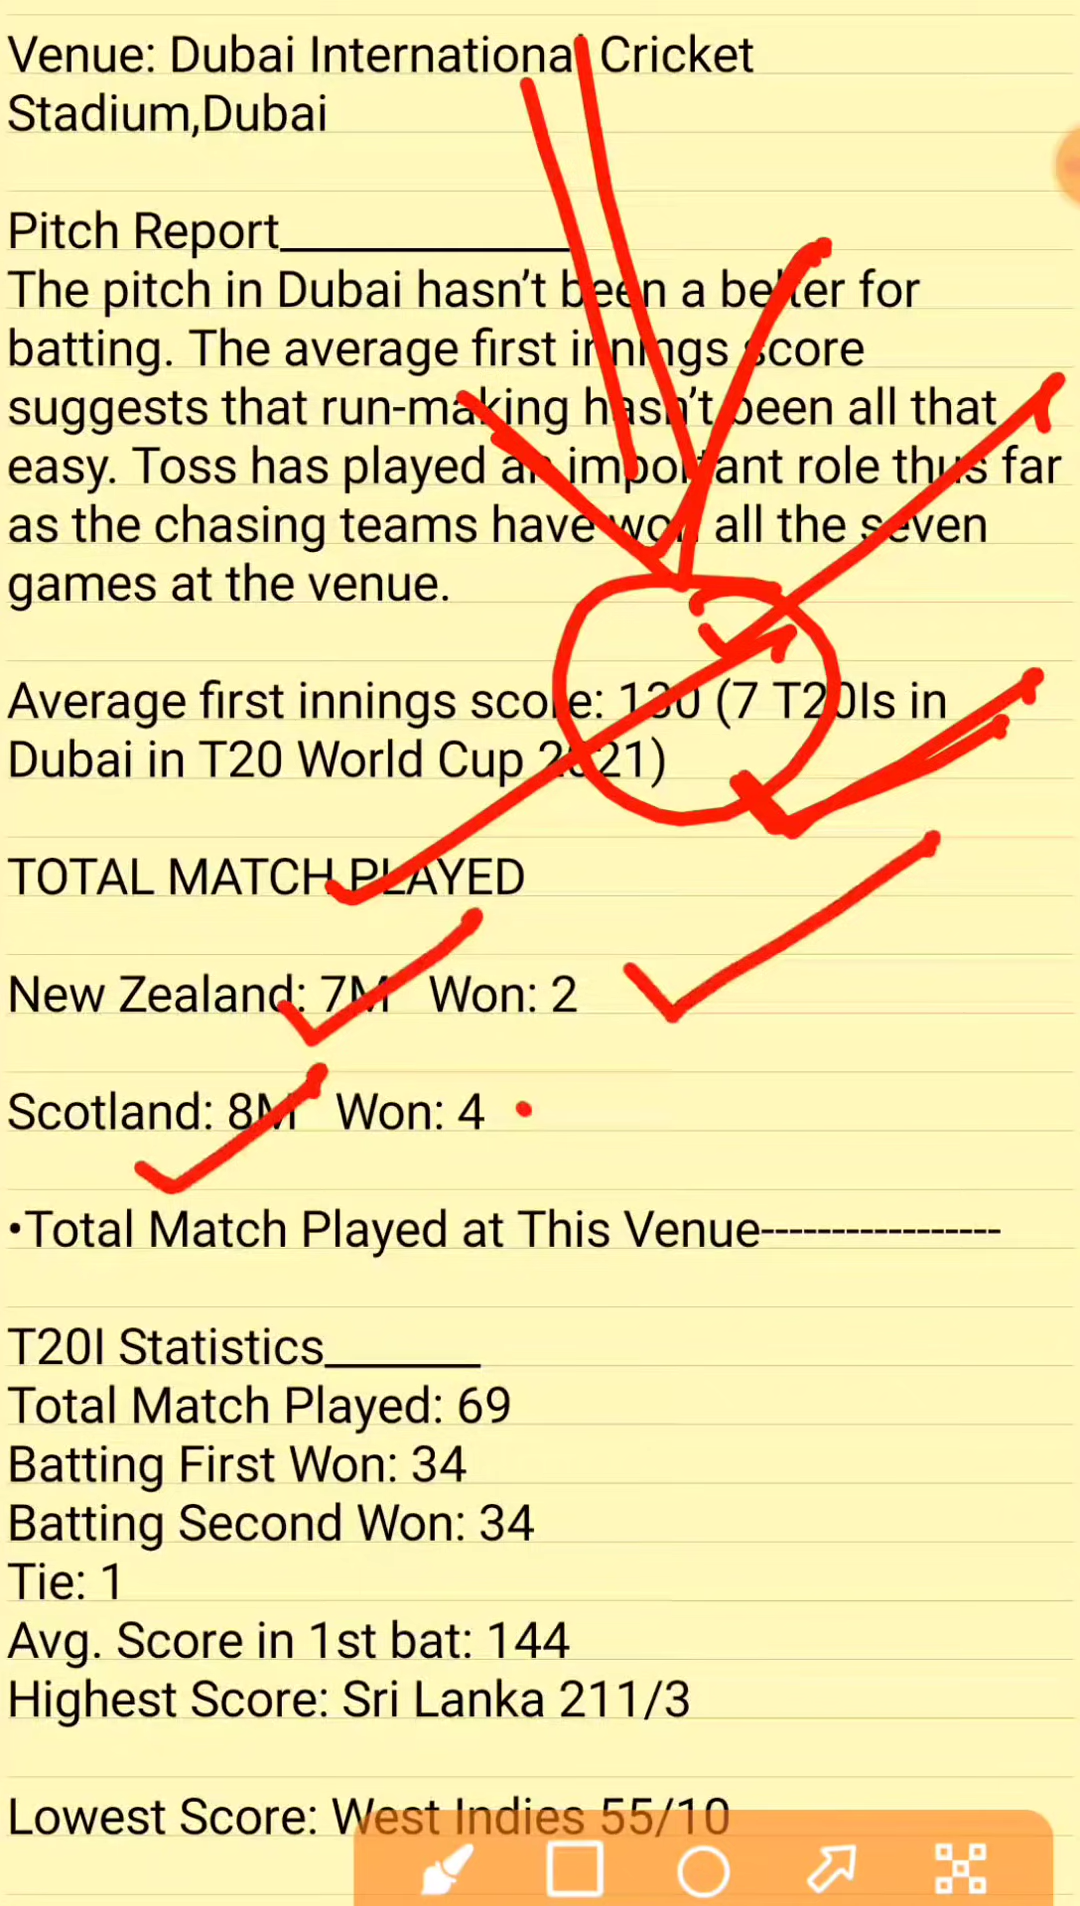 Venue: Dubai International Cricket
Stadium,Dubai
Pitch Report____________
The pitch in Dubai hasn't been a belter for
batting. The average first innings score
suggests that run-making hasn't been all that
easy. Toss has played an important role thus far
as the chasing teams have won all the seven
games at the venue.
Average first innings score: 130 (7 T20Is in
Dubai in T20 World Cup 2021)
TOTAL MATCH PLAYED
New Zealand: 7M Won: 2
Scotland: 8M Won: 4
•Total Match Played at This Venue-----------------
T20I Statistics______
Total Match Played: 69
Batting First Won: 34
Batting Second Won: 34
Tie: 1
Avg. Score in 1st bat: 144
Highest Score: Sri Lanka 211/3
Lowest Score: West Indies 55/10